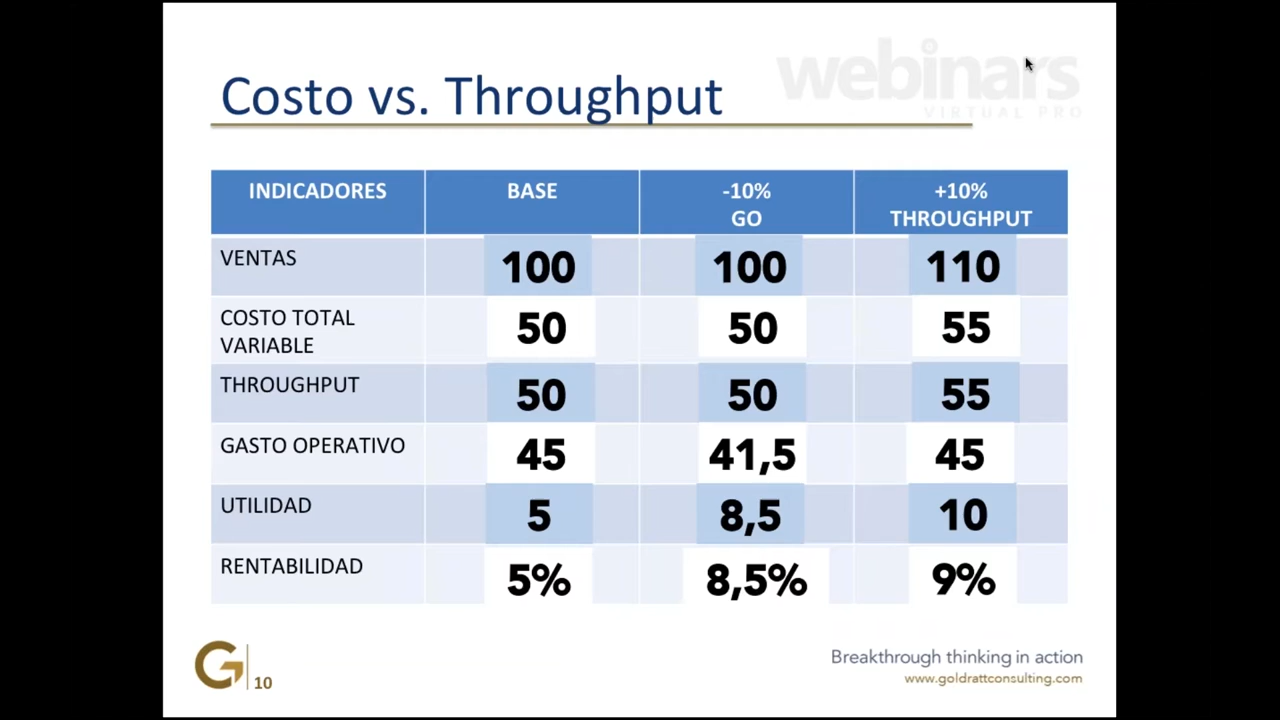 webinars
VIRTUAL PRO
Costo vs. Throughput
INDICADORES BASE -10% GO +10% THROUGHPUT
VENTAS 100 100 110
COSTO TOTAL VARIABLE 50 50 55
THROUGHPUT 50 50 55
GASTO OPERATIVO 45 41,5 45
UTILIDAD 5 8,5 10
RENTABILIDAD 5% 8,5% 9%
G 10
Breakthrough thinking in action
www.goldrattconsulting.com